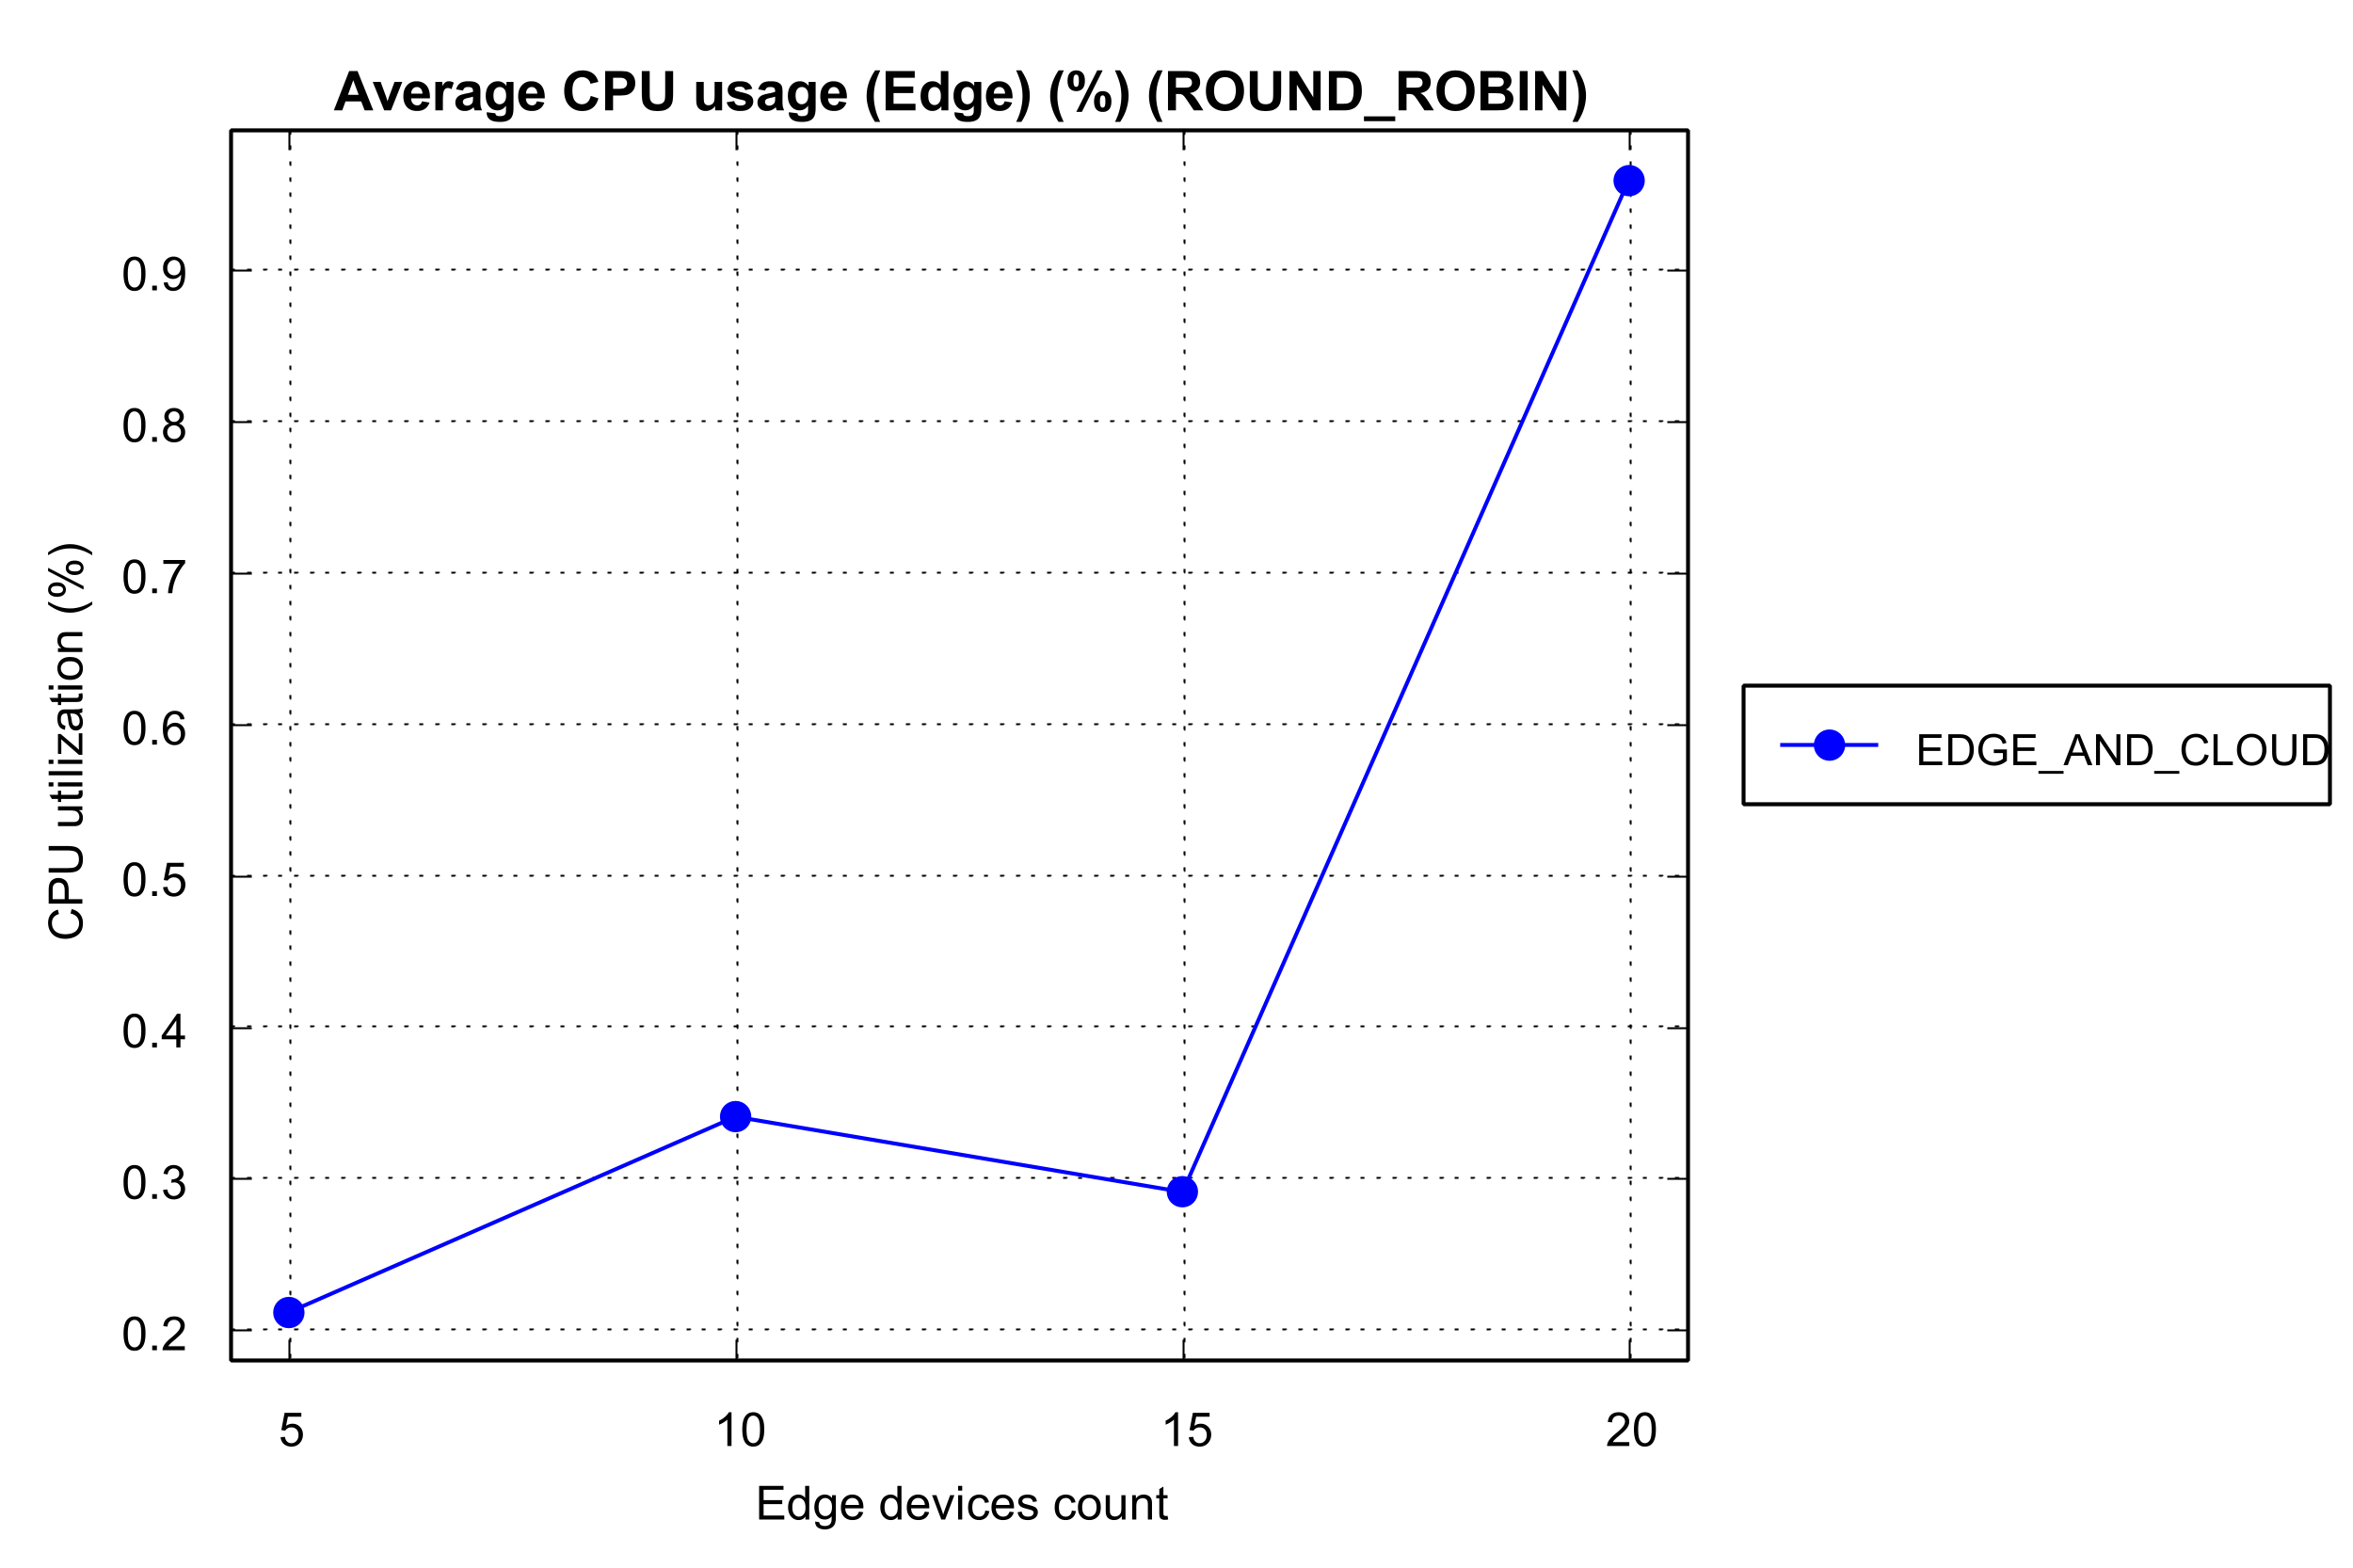 Average CPU usage (Edge) (%) (ROUND_ROBIN)
CPU utilization (%)
0.9
0.8
0.7
0.6
0.5
0.4
0.3
0.2
5 10 15 20
Edge devices count
EDGE_AND_CLOUD